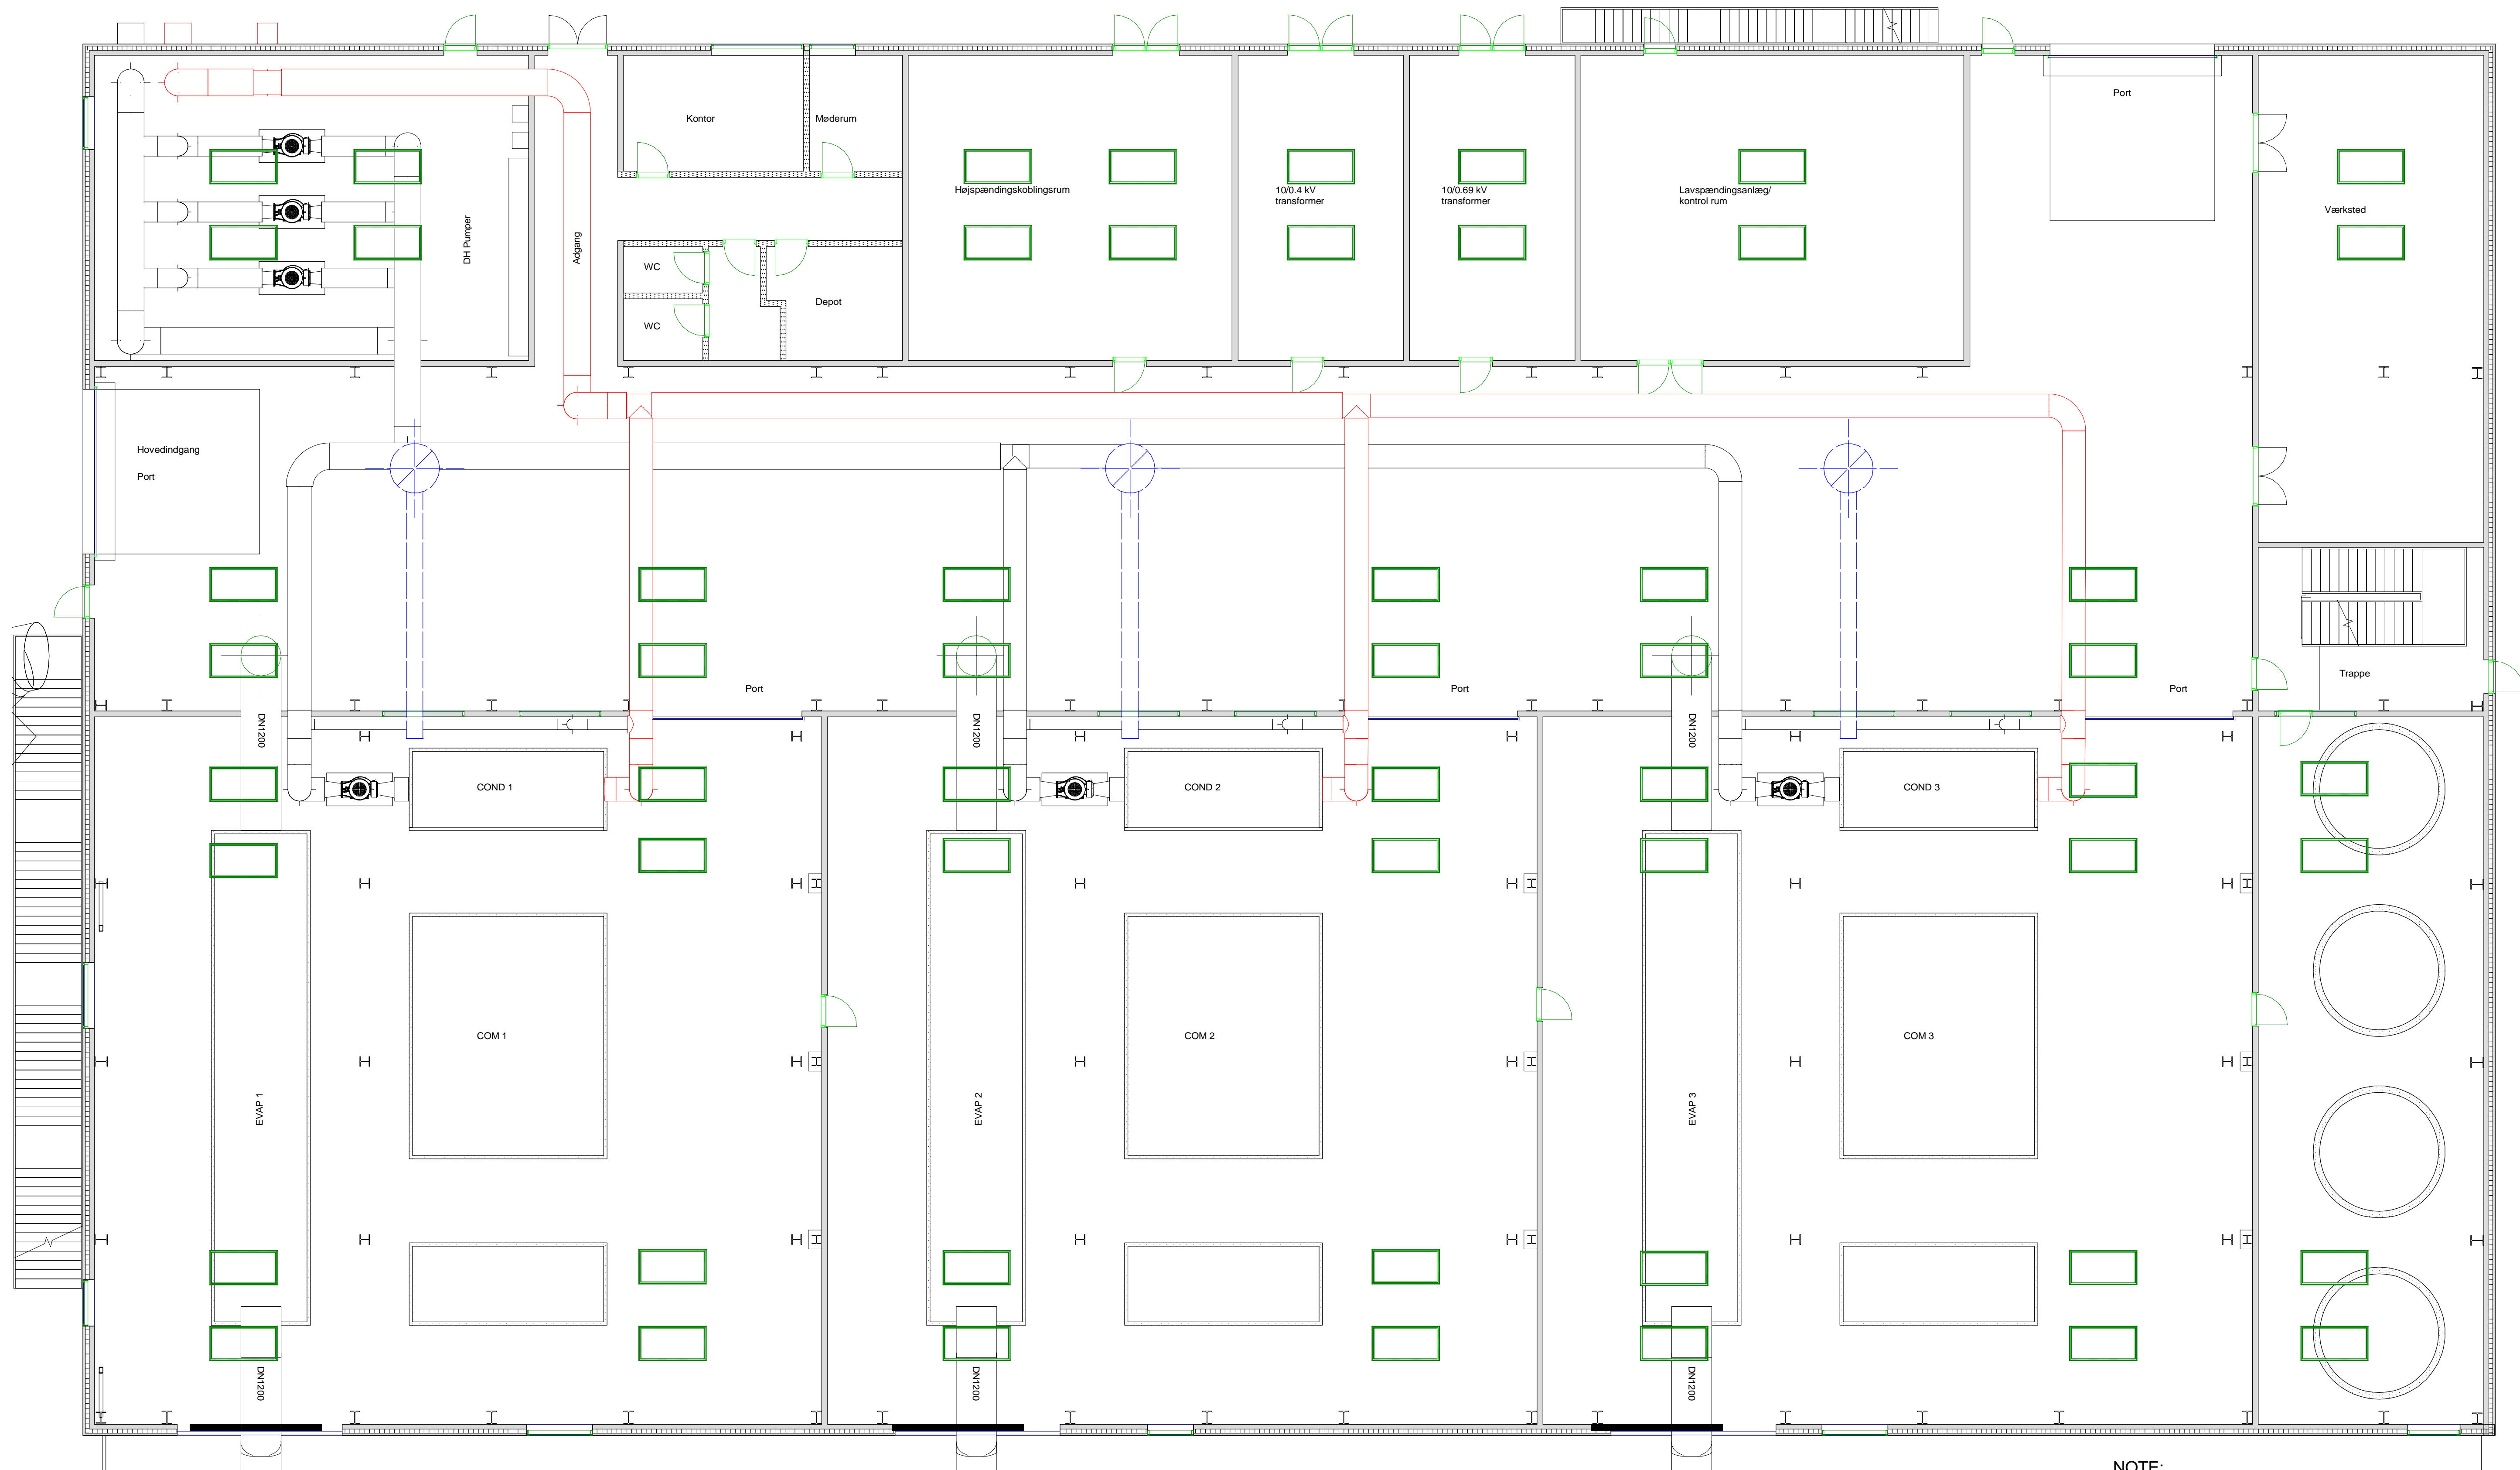 Port
Kontor
Møderum
Højspændingskoblingsrum
10/0.4 kV
transformer
10/0.69 kV
transformer
Lavspændingsanlæg/
kontrol rum
Værksted
DH Pumper
Adgang
WC
Depot
WC
Hovedindgang
Port
Port
Port
Port
Trappe
DN1200
DN1200
DN1200
COND 1
COND 2
COND 3
COM 1
COM 2
COM 3
EVAP 1
EVAP 2
EVAP 3
DN1200
DN1200
DN1200
NOTE: